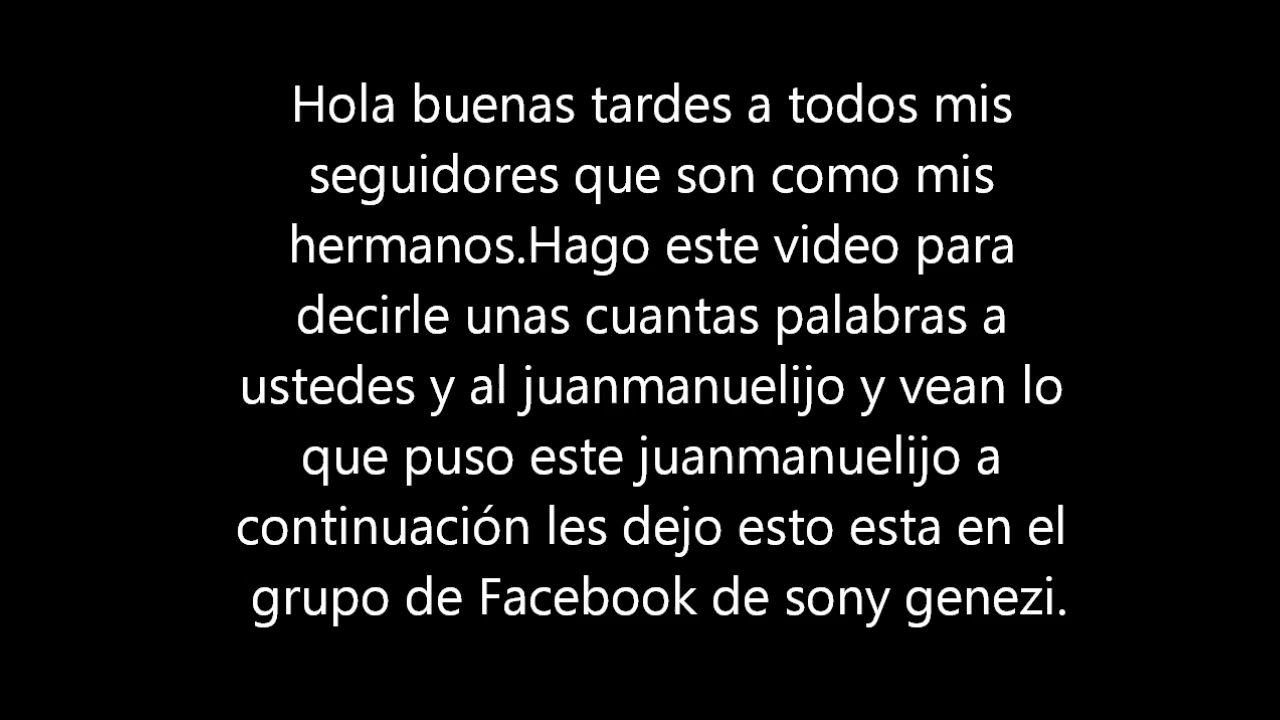 Hola buenas tardes a todos mis
seguidores que son como mis
hermanos.Hago este video para
decirle unas cuantas palabras a
ustedes y al juanmanuelijo y vean lo
que puso este juanmanuelijo a
continuación les dejo esto esta en el
grupo de Facebook de sony genezi.